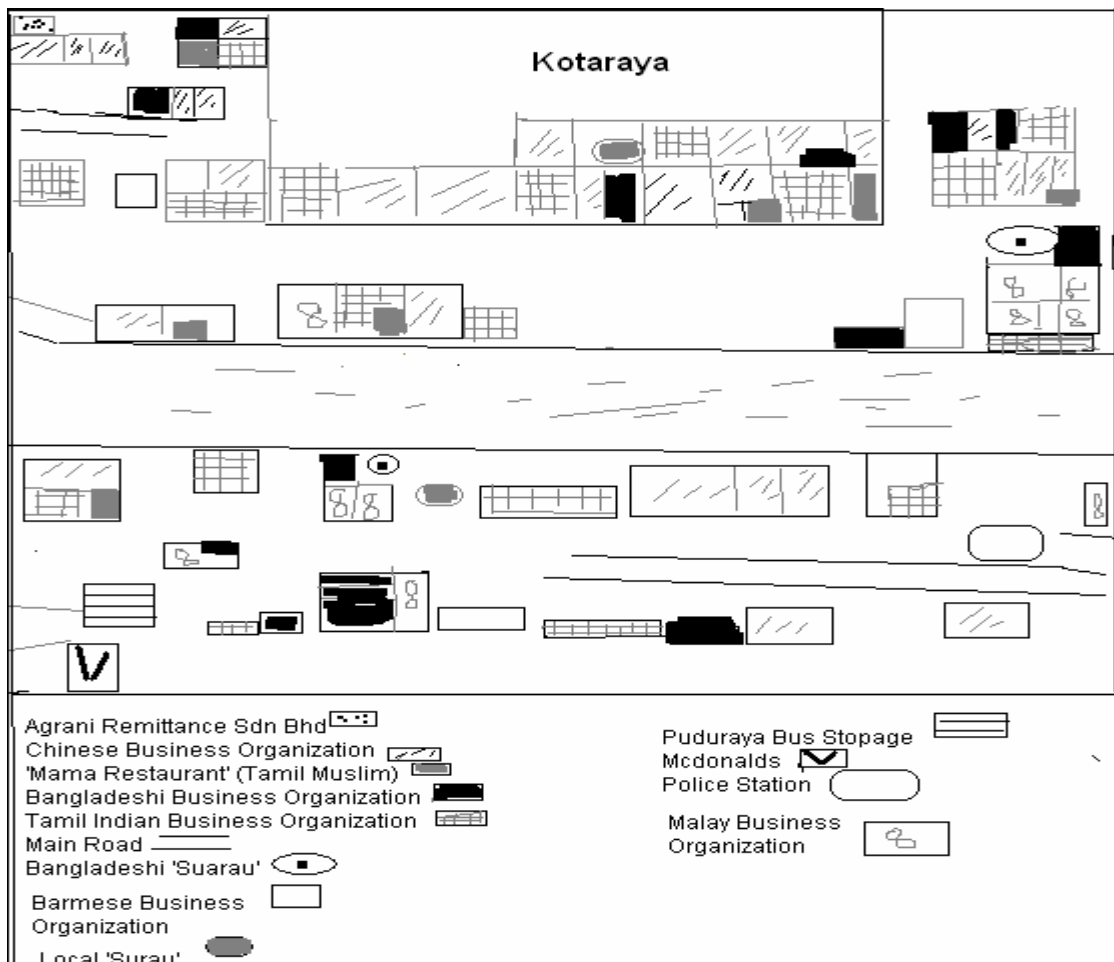 Kotaraya
Agrani Remittance Sdn Bhd
Chinese Business Organization
'Mama Restaurant' (Tamil Muslim)
Bangladeshi Business Organization
Tamil Indian Business Organization
Main Road
Bangladeshi 'Suarau'
Barmese Business
Organization
Local 'Surau'
Puduraya Bus Stopage
Mcdonalds
Police Station
Malay Business
Organization